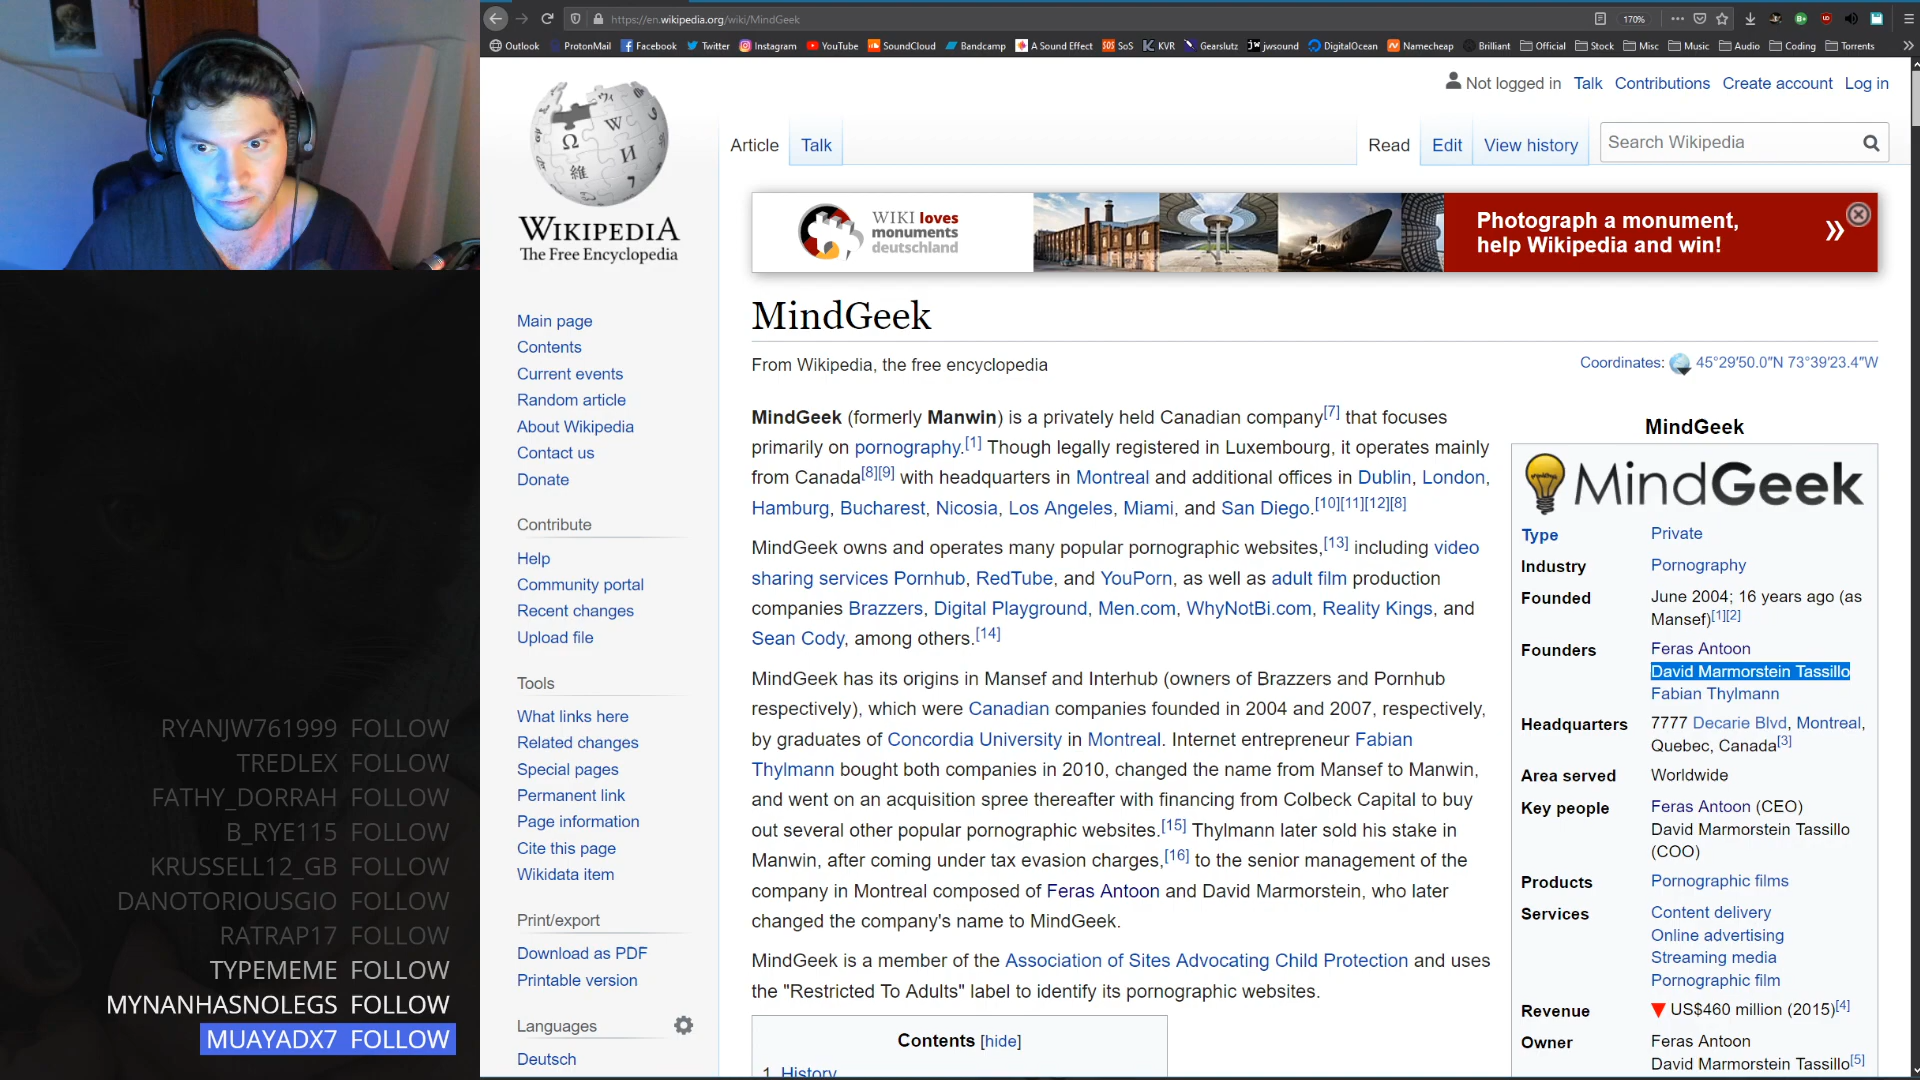 https://en.wikipedia.org/wiki/MindGeek
170%
Outlook ProtonMail Facebook Twitter Instagram YouTube SoundCloud Bandcamp A Sound Effect SoS KVR Gearslutz jwsound DigitalOcean Namecheap Brilliant Official Stock Misc Music Audio Coding Torrents
Not logged in Talk Contributions Create account Log in
Article Talk Read Edit View history Search Wikipedia
WIKIPEDIA
The Free Encyclopedia
WIKI loves
monuments
deutschland
Photograph a monument,
help Wikipedia and win!
Main page
Contents
Current events
Random article
About Wikipedia
Contact us
Donate
Contribute
Help
Community portal
Recent changes
Upload file
Tools
What links here
Related changes
Special pages
Permanent link
Page information
Cite this page
Wikidata item
Print/export
Download as PDF
Printable version
Languages
Deutsch
MindGeek
From Wikipedia, the free encyclopedia
Coordinates: 45°29′50.0″N 73°39′23.4″W
MindGeek (formerly Manwin) is a privately held Canadian company[7] that focuses
primarily on pornography.[1] Though legally registered in Luxembourg, it operates mainly
from Canada[8][9] with headquarters in Montreal and additional offices in Dublin, London,
Hamburg, Bucharest, Nicosia, Los Angeles, Miami, and San Diego.[10][11][12][8]
MindGeek owns and operates many popular pornographic websites,[13] including video
sharing services Pornhub, RedTube, and YouPorn, as well as adult film production
companies Brazzers, Digital Playground, Men.com, WhyNotBi.com, Reality Kings, and
Sean Cody, among others.[14]
MindGeek has its origins in Mansef and Interhub (owners of Brazzers and Pornhub
respectively), which were Canadian companies founded in 2004 and 2007, respectively,
by graduates of Concordia University in Montreal. Internet entrepreneur Fabian
Thylmann bought both companies in 2010, changed the name from Mansef to Manwin,
and went on an acquisition spree thereafter with financing from Colbeck Capital to buy
out several other popular pornographic websites.[15] Thylmann later sold his stake in
Manwin, after coming under tax evasion charges,[16] to the senior management of the
company in Montreal composed of Feras Antoon and David Marmorstein, who later
changed the company's name to MindGeek.
MindGeek is a member of the Association of Sites Advocating Child Protection and uses
the "Restricted To Adults" label to identify its pornographic websites.
Contents [hide]
1 History
MindGeek
MindGeek
Type Private
Industry Pornography
Founded June 2004; 16 years ago (as
Mansef)[1][2]
Founders Feras Antoon
David Marmorstein Tassillo
Fabian Thylmann
Headquarters 7777 Decarie Blvd, Montreal,
Quebec, Canada[3]
Area served Worldwide
Key people Feras Antoon (CEO)
David Marmorstein Tassillo
(COO)
Products Pornographic films
Services Content delivery
Online advertising
Streaming media
Pornographic film
Revenue US$460 million (2015)[4]
Owner Feras Antoon
David Marmorstein Tassillo[5]
RYANJW761999 FOLLOW
TREDLEX FOLLOW
FATHY_DORRAH FOLLOW
B_RYE115 FOLLOW
KRUSSELL12_GB FOLLOW
DANOTORIOUSGIO FOLLOW
RATRAP17 FOLLOW
TYPEMEME FOLLOW
MYNANHASNOLEGS FOLLOW
MUAYADX7 FOLLOW